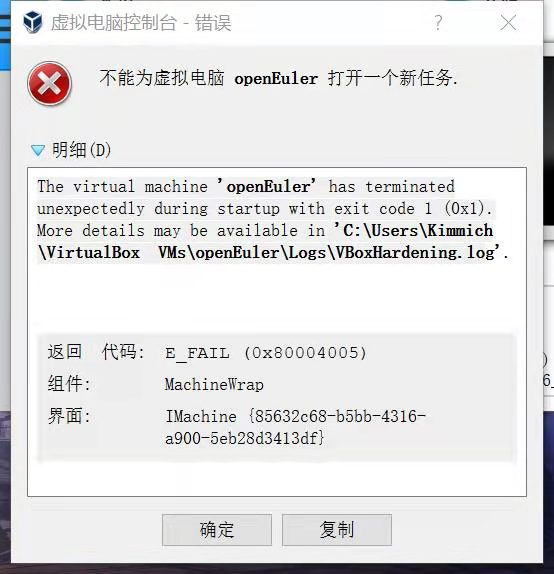 虚拟电脑控制台 - 错误
不能为虚拟电脑 openEuler 打开一个新任务.
明细(D)
The virtual machine 'openEuler' has terminated
unexpectedly during startup with exit code 1 (0x1).
More details may be available in 'C:\Users\Kimmich
\VirtualBox VMs\openEuler\Logs\VBoxHardening.log'.
返回 代码: E_FAIL (0x80004005)
组件: MachineWrap
界面: IMachine {85632c68-b5bb-4316-
a900-5eb28d3413df}
确定 复制